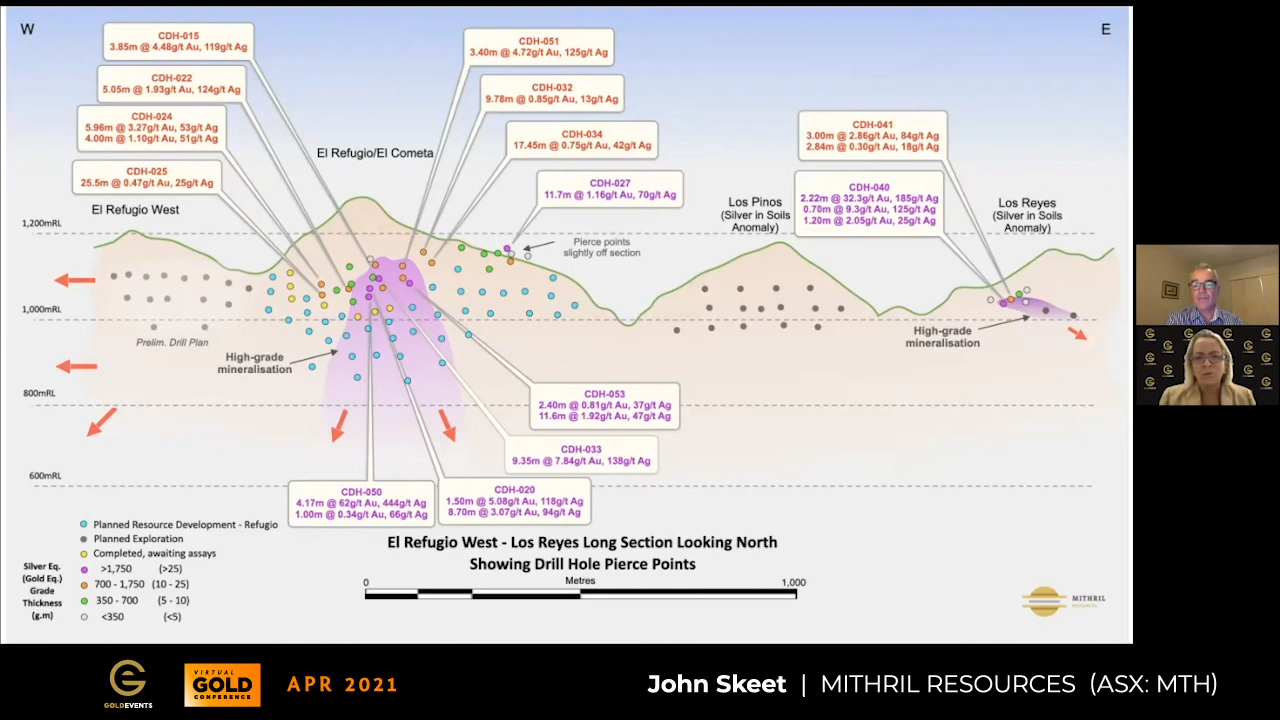 W
E
CDH-015
3.85m @ 4.48g/t Au, 119g/t Ag
CDH-022
5.05m @ 1.93g/t Au, 124g/t Ag
CDH-024
5.96m @ 3.27g/t Au, 53g/t Ag
4.00m @ 1.10g/t Au, 51g/t Ag
CDH-025
25.5m @ 0.47g/t Au, 25g/t Ag
El Refugio West
El Refugio/El Cometa
CDH-051
3.40m @ 4.72g/t Au, 125g/t Ag
CDH-032
9.78m @ 0.85g/t Au, 13g/t Ag
CDH-034
17.45m @ 0.75g/t Au, 42g/t Ag
CDH-027
11.7m @ 1.16g/t Au, 70g/t Ag
Pierce points
slightly off section
CDH-041
3.00m @ 2.86g/t Au, 84g/t Ag
2.84m @ 0.30g/t Au, 18g/t Ag
CDH-040
2.22m @ 32.3g/t Au, 185g/t Ag
0.70m @ 9.3g/t Au, 125g/t Ag
1.20m @ 2.05g/t Au, 25g/t Ag
Los Pinos
(Silver in Soils
Anomaly)
Los Reyes
(Silver in Soils
Anomaly)
1,200mRL
1,000mRL
800mRL
600mRL
Prelim. Drill Plan
High-grade
mineralisation
High-grade
mineralisation
CDH-053
2.40m @ 0.81g/t Au, 37g/t Ag
11.6m @ 1.92g/t Au, 47g/t Ag
CDH-033
9.35m @ 7.84g/t Au, 138g/t Ag
CDH-050
4.17m @ 62g/t Au, 444g/t Ag
1.00m @ 0.34g/t Au, 66g/t Ag
CDH-020
1.50m @ 5.08g/t Au, 118g/t Ag
8.70m @ 3.07g/t Au, 94g/t Ag
Planned Resource Development - Refugio
Planned Exploration
Completed, awaiting assays
Silver Eq.
(Gold Eq.)
Grade
Thickness
(g.m)
>1,750 (>25)
700 - 1,750 (10 - 25)
350 - 700 (5 - 10)
<350 (<5)
El Refugio West - Los Reyes Long Section Looking North
Showing Drill Hole Pierce Points
Metres
0 1,000
MITHRIL
RESOURCES
GOLDEVENTS
VIRTUAL
GOLD
CONFERENCE
APR 2021
John Skeet | MITHRIL RESOURCES (ASX: MTH)